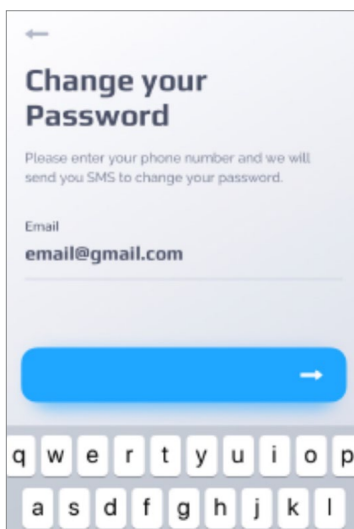 Change your
Password
Please enter your phone number and we will
send you SMS to change your password.
Email
email@gmail.com
q w e r t y u i o p
a s d f g h j k l